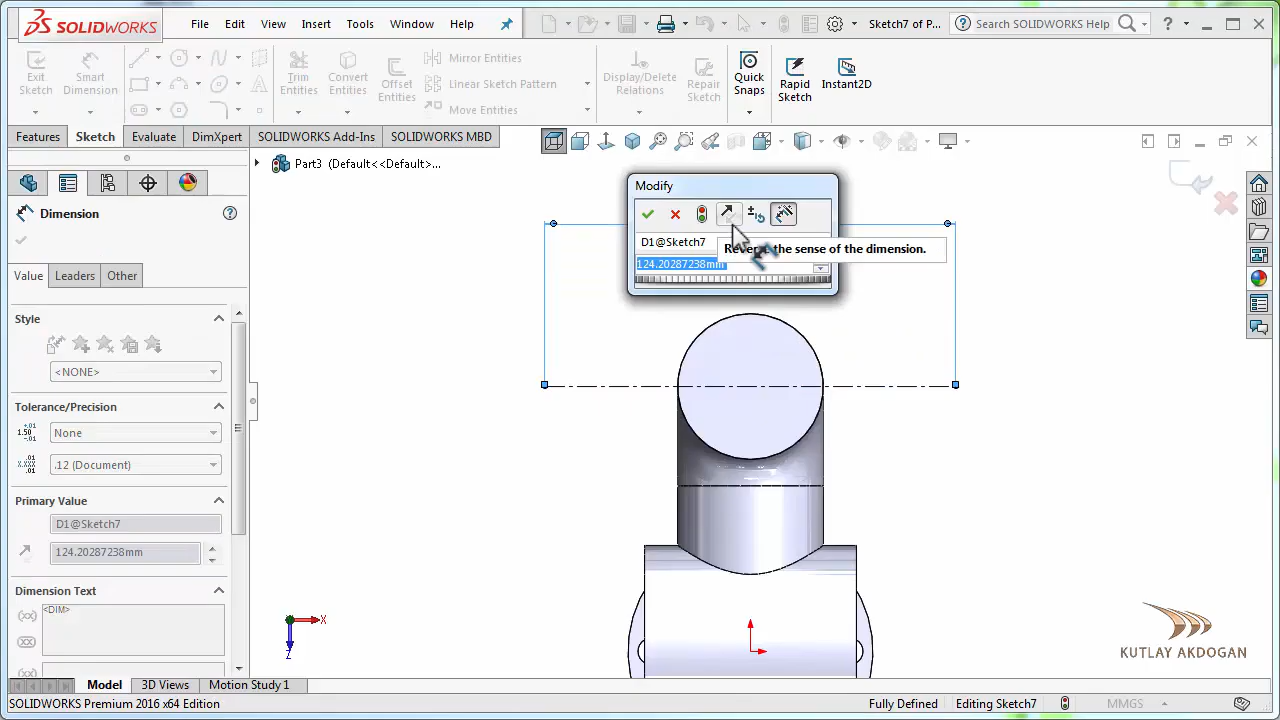 SOLIDWORKS
File Edit View Insert Tools Window Help
Sketch7 of P...
Search SOLIDWORKS Help
Exit Sketch
Smart Dimension
Trim Entities
Convert Entities
Offset Entities
Mirror Entities
Linear Sketch Pattern
Move Entities
Display/Delete Relations
Repair Sketch
Quick Snaps
Rapid Sketch
Instant2D
Features Sketch Evaluate DimXpert SOLIDWORKS Add-Ins SOLIDWORKS MBD
Part3 (Default<<Default>...
Dimension
Value Leaders Other
Style
<NONE>
Tolerance/Precision
None
.12 (Document)
Primary Value
D1@Sketch7
124.20287238mm
Dimension Text
<DIM>
Modify
D1@Sketch7
124.20287238mm
the sense of the dimension.
X
Z
KUTLAY AKDOGAN
Model 3D Views Motion Study 1
SOLIDWORKS Premium 2016 x64 Edition
Fully Defined Editing Sketch7 MMGS